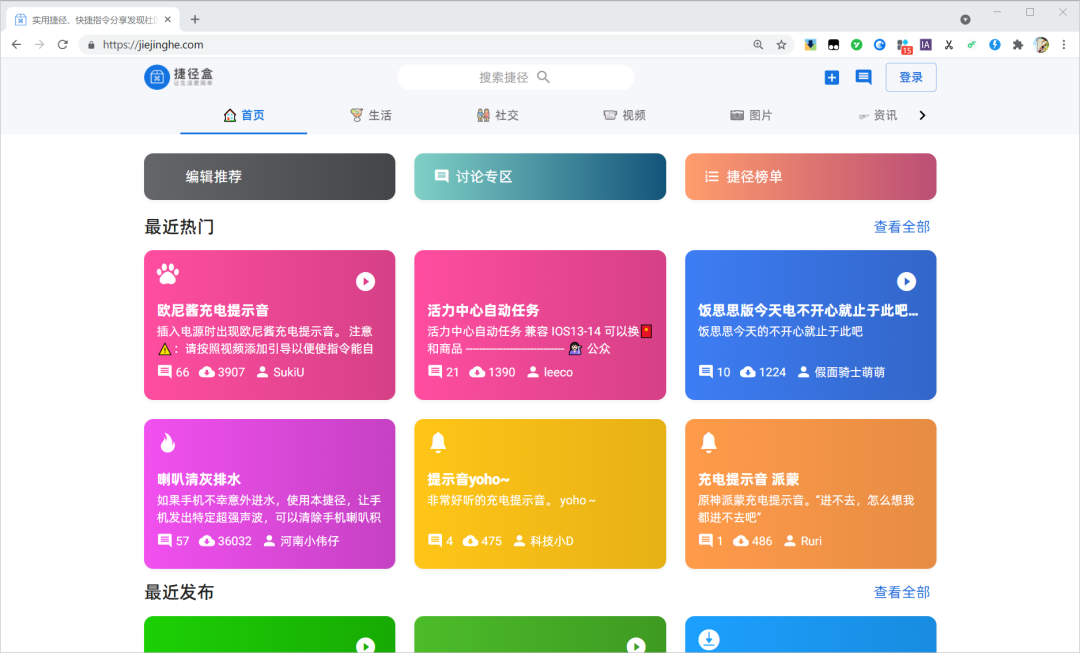 实用捷径、快捷指令分享发现社
https://jiejinghe.com
15
IA
捷径盒
让生活更简单
搜索捷径
登录
首页
生活
社交
视频
图片
资讯
编辑推荐
讨论专区
捷径榜单
最近热门
查看全部
欧尼酱充电提示音
插入电源时出现欧尼酱充电提示音。 注意
⚠️：请按照视频添加引导以便使指令能自
66 3907 SukiU
活力中心自动任务
活力中心自动任务 兼容 IOS13-14 可以换🧧
和商品 —————————— 👩🏻‍🎤 公众
21 1390 leeco
饭思思版今天电不开心就止于此吧...
饭思思今天的不开心就止于此吧
10 1224 假面骑士萌萌
喇叭清灰排水
如果手机不幸意外进水，使用本捷径，让手
机发出特定超强声波，可以清除手机喇叭积
57 36032 河南小伟仔
提示音yoho~
非常好听的充电提示音。 yoho ~
4 475 科技小D
充电提示音 派蒙
原神派蒙充电提示音。“进不去，怎么想我
都进不去吧”
1 486 Ruri
最近发布
查看全部